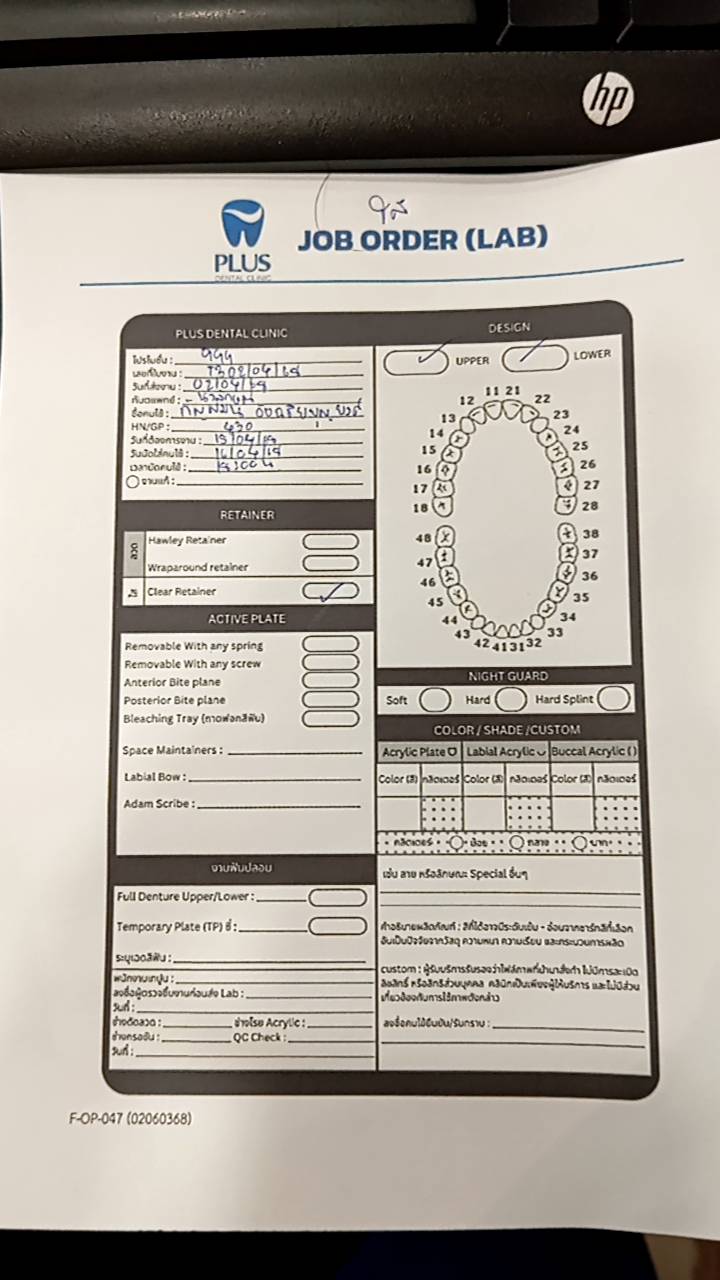 hp
ใส
PLUS
DENTAL CLINIC
JOB ORDER (LAB)
PLUS DENTAL CLINIC
โปรโมชั่น : 999
เลขที่ใบงาน : T302/04/69
วันที่ส่งงาน : 02/04/69
ทันตแพทย์ :
ชื่อคนไข้ :
HN/GP : 430
วันที่ต้องการงาน : 15/04/69
วันนัดใส่คนไข้ : 16/04/69
เวลานัดคนไข้ :
งานแก้ :
DESIGN
UPPER
LOWER
12 11 21 22
13 23
14 24
15 25
16 26
17 27
18 28
48 38
47 37
46 36
45 35
44 34
43 42 41 31 32 33
RETAINER
ลวด
Hawley Retainer
Wraparound retainer
ใส
Clear Retainer
ACTIVE PLATE
Removable With any spring
Removable With any screw
Anterior Bite plane
Posterior Bite plane
Bleaching Tray (ถาดฟอกสีฟัน)
Space Maintainers :
Labial Bow :
Adam Scribe :
NIGHT GUARD
Soft Hard Hard Splint
COLOR / SHADE /CUSTOM
Acrylic Plate Labial Acrylic Buccal Acrylic ( )
Color (สี) กลิตเตอร์ Color (สี) กลิตเตอร์ Color (สี) กลิตเตอร์
กลิตเตอร์ น้อย กลาง มาก
เช่น ลาย หรือลักษณะ Special อื่นๆ
งานฟันปลอม
Full Denture Upper/Lower :
Temporary Plate (TP) ซี่ :
ระบุเฉดสีฟัน :
คำอธิบายผลิตภัณฑ์ : สีที่ได้อาจมีระดับเข้ม - อ่อนจากชาร์ทสีที่เลือก
อันเป็นปัจจัยจากวัสดุ ความหนา ความเรียบ และกระบวนการผลิต
custom : ผู้รับบริการรับรองว่าไฟล์ภาพที่นำมาสั่งทำ ไม่มีการละเมิด
ลิขสิทธิ์ หรือสิทธิส่วนบุคคล คลินิกเป็นเพียงผู้ให้บริการ และไม่มีส่วน
เกี่ยวข้องกับการใช้ภาพดังกล่าว
ลงชื่อคนไข้ยืนยัน/รับทราบ :
พนักงานเคาน์เตอร์
ลงชื่อผู้ตรวจใบงานก่อนส่ง Lab :
วันที่ :
ช่างดัดลวด : ช่างโรย Acrylic :
ช่างกรอขัด : QC Check :
วันที่ :
F-OP-047 (02060368)